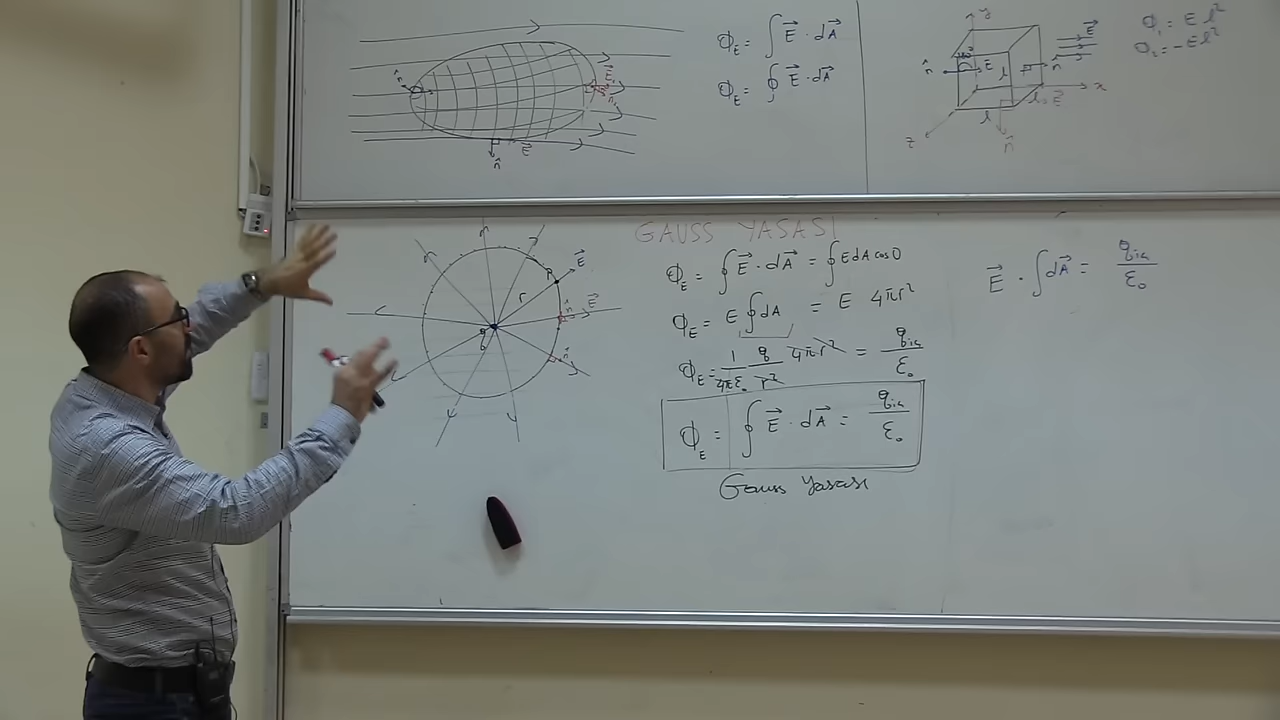 Φ_E = ∫ E⃗ · dA⃗
Φ_E = ∮ E⃗ · dA⃗
n̂
E⃗
n̂
E⃗
y
E⃗
n̂
E⃗
l
n̂
x
l
E⃗
l
z
n̂
Φ₁ = E l²
Φ₂ = -E l²
GAUSS YASASI
P
E⃗
r
n̂
E⃗
q
n̂
Φ_E = ∮ E⃗ · dA⃗ = ∮ E dA cos0
Φ_E = E ∮ dA = E 4πr²
Φ_E = 1/4πε₀ q/r² 4πr² = q_iç/ε₀
Φ_E = ∮ E⃗ · dA⃗ = q_iç/ε₀
Gauss Yasası
E⃗ · ∫ dA⃗ = q_iç/ε₀